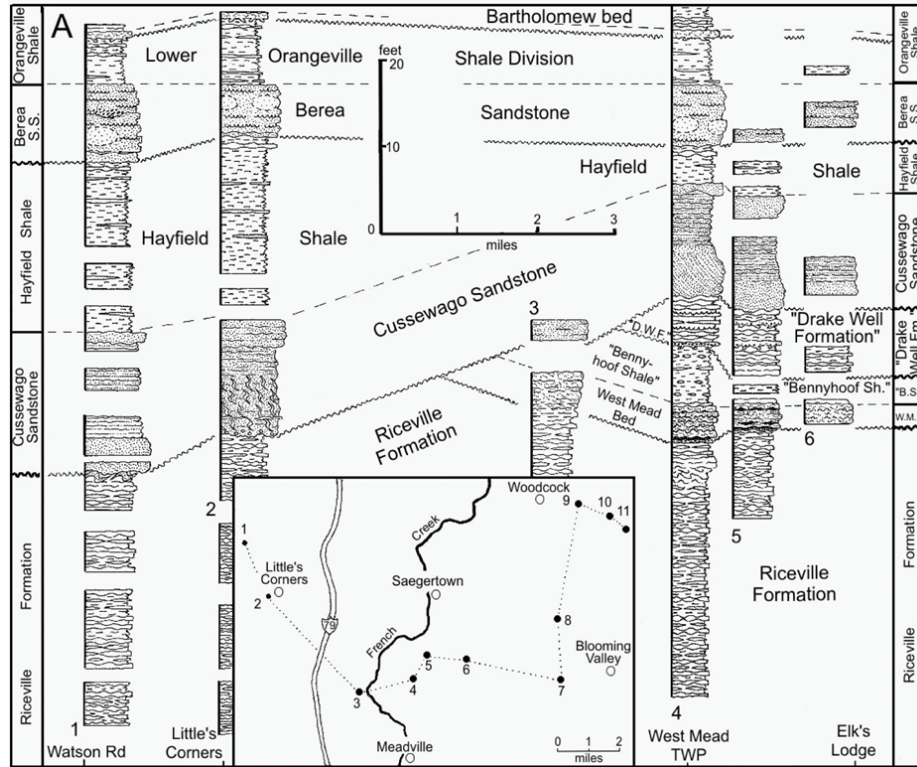 A
Bartholomew bed
Orangeville
Shale
Lower
Orangeville
Shale Division
feet
20
Orangeville
Shale
Berea
S.S.
Berea
Sandstone
Berea
S.S.
10
Hayfield
Shale
Hayfield Shale
Hayfield
Shale
Hayfield
Shale
0
1
2
3
miles
Cussewago Sandstone
Cussewago
Sandstone
3
"D.W.F."
"Drake Well
Formation"
"Drake
Well Fm."
"Benny-
hoof Shale"
"Bennyhoof Sh."
"B.S."
West Mead
Bed
W.M.
6
Cussewago
Sandstone
Riceville
Formation
2
5
Riceville
Formation
Riceville Formation
Riceville Formation
Woodcock
9
10
11
1
Little's
Corners
2
Creek
Saegertown
79
French
8
Blooming
Valley
5
6
4
3
7
0 1 2
miles
Meadville
1
Watson Rd
Little's
Corners
4
West Mead
TWP
Elk's
Lodge